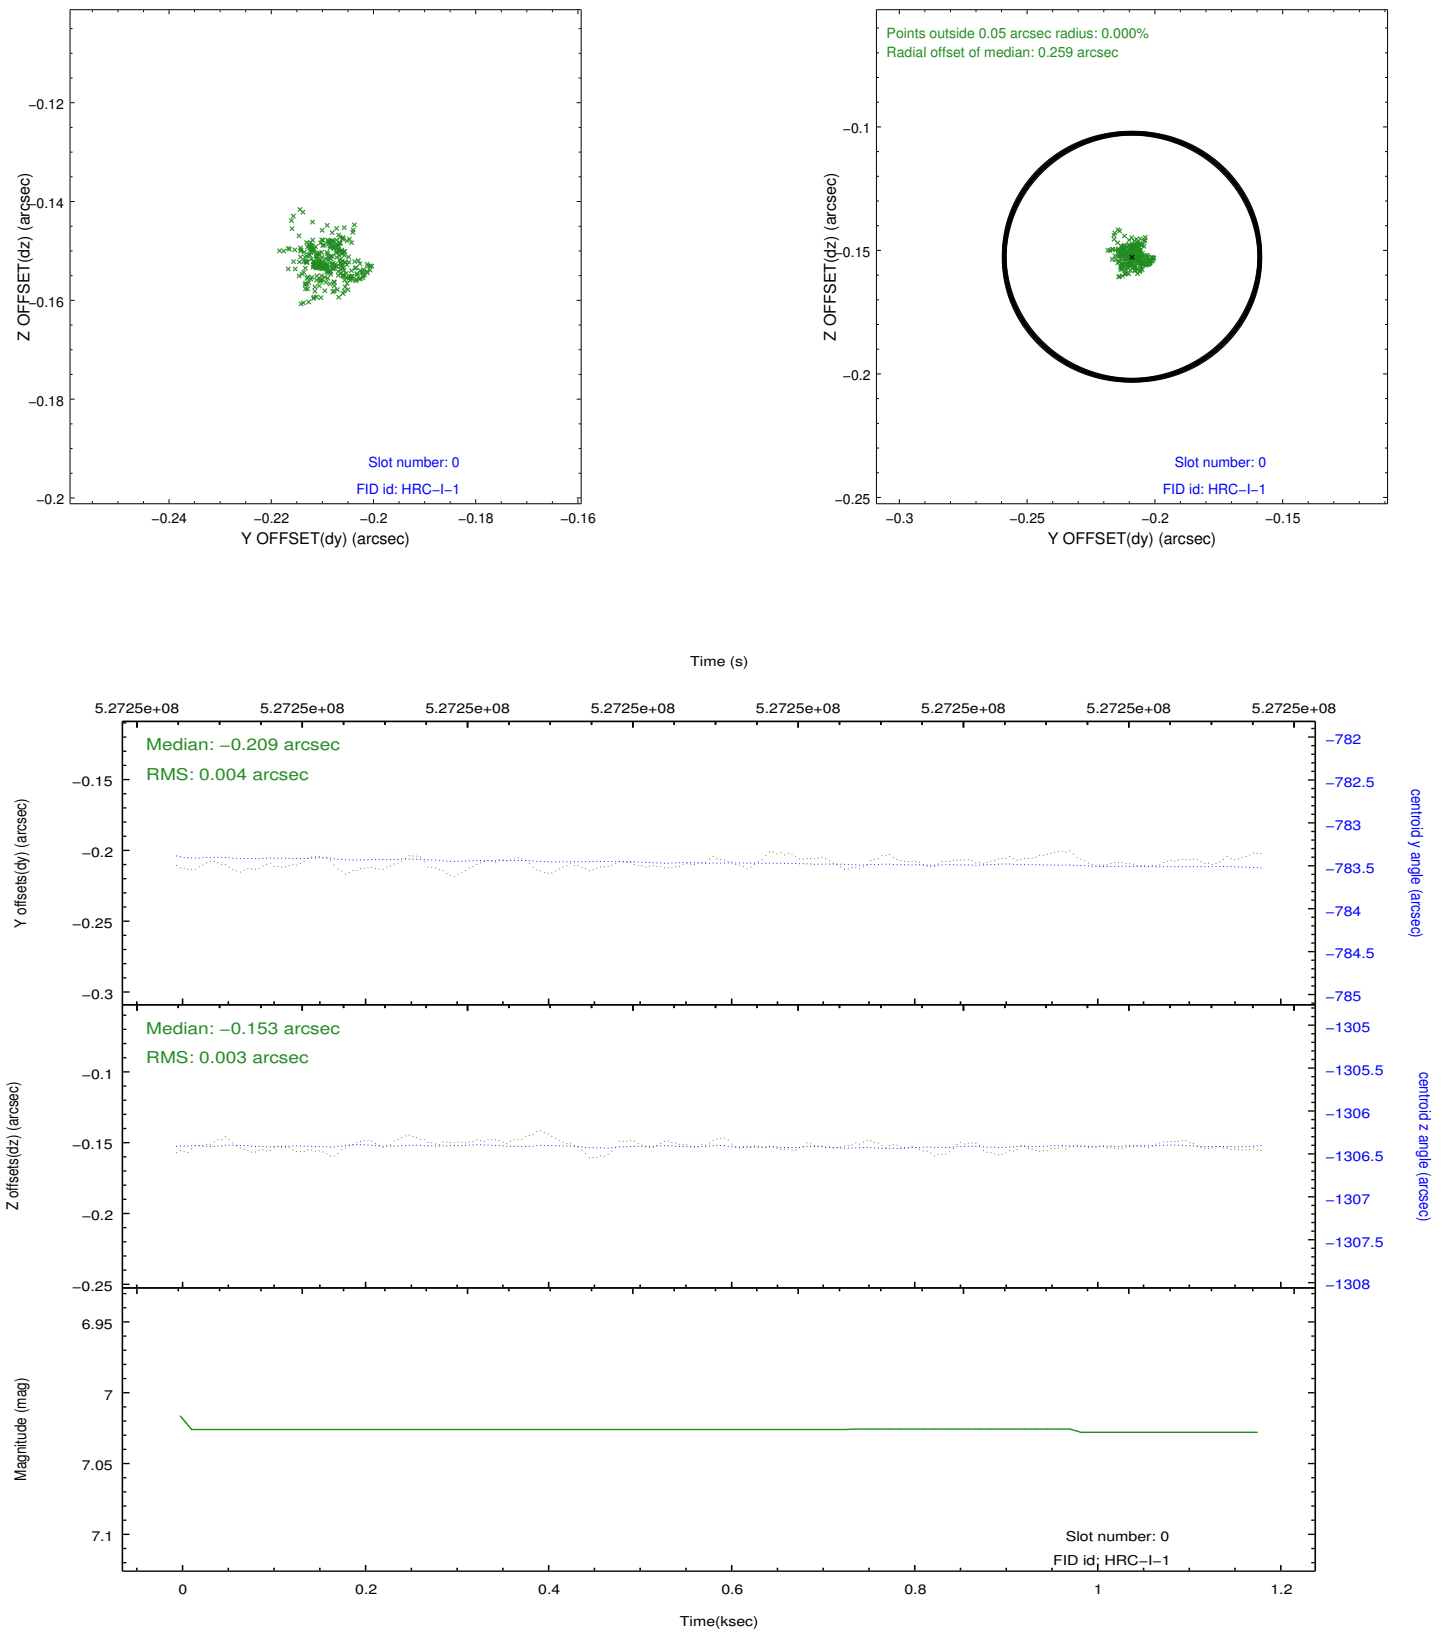 −0.12
−0.14
−0.16
−0.18
−0.2
Z OFFSET(dz) (arcsec)
Slot number: 0
FID id: HRC−I−1
−0.24
−0.22
−0.2
−0.18
−0.16
Y OFFSET(dy) (arcsec)
Points outside 0.05 arcsec radius: 0.000%
Radial offset of median: 0.259 arcsec
−0.1
−0.15
−0.2
−0.25
Z OFFSET(dz) (arcsec)
Slot number: 0
FID id: HRC−I−1
−0.3
−0.25
−0.2
−0.15
Y OFFSET(dy) (arcsec)
Time (s)
5.2725e+08
5.2725e+08
5.2725e+08
5.2725e+08
5.2725e+08
5.2725e+08
5.2725e+08
5.2725e+08
Median: −0.209 arcsec
RMS: 0.004 arcsec
−0.15
−0.2
−0.25
−0.3
Y offsets(dy) (arcsec)
−782
−782.5
−783
−783.5
−784
−784.5
−785
centroid y angle (arcsec)
Median: −0.153 arcsec
RMS: 0.003 arcsec
−0.1
−0.15
−0.2
−0.25
Z offsets(dz) (arcsec)
−1305
−1305.5
−1306
−1306.5
−1307
−1307.5
−1308
centroid z angle (arcsec)
6.95
7
7.05
7.1
Magnitude (mag)
Slot number: 0
FID id: HRC−I−1
0
0.2
0.4
0.6
0.8
1
1.2
Time(ksec)